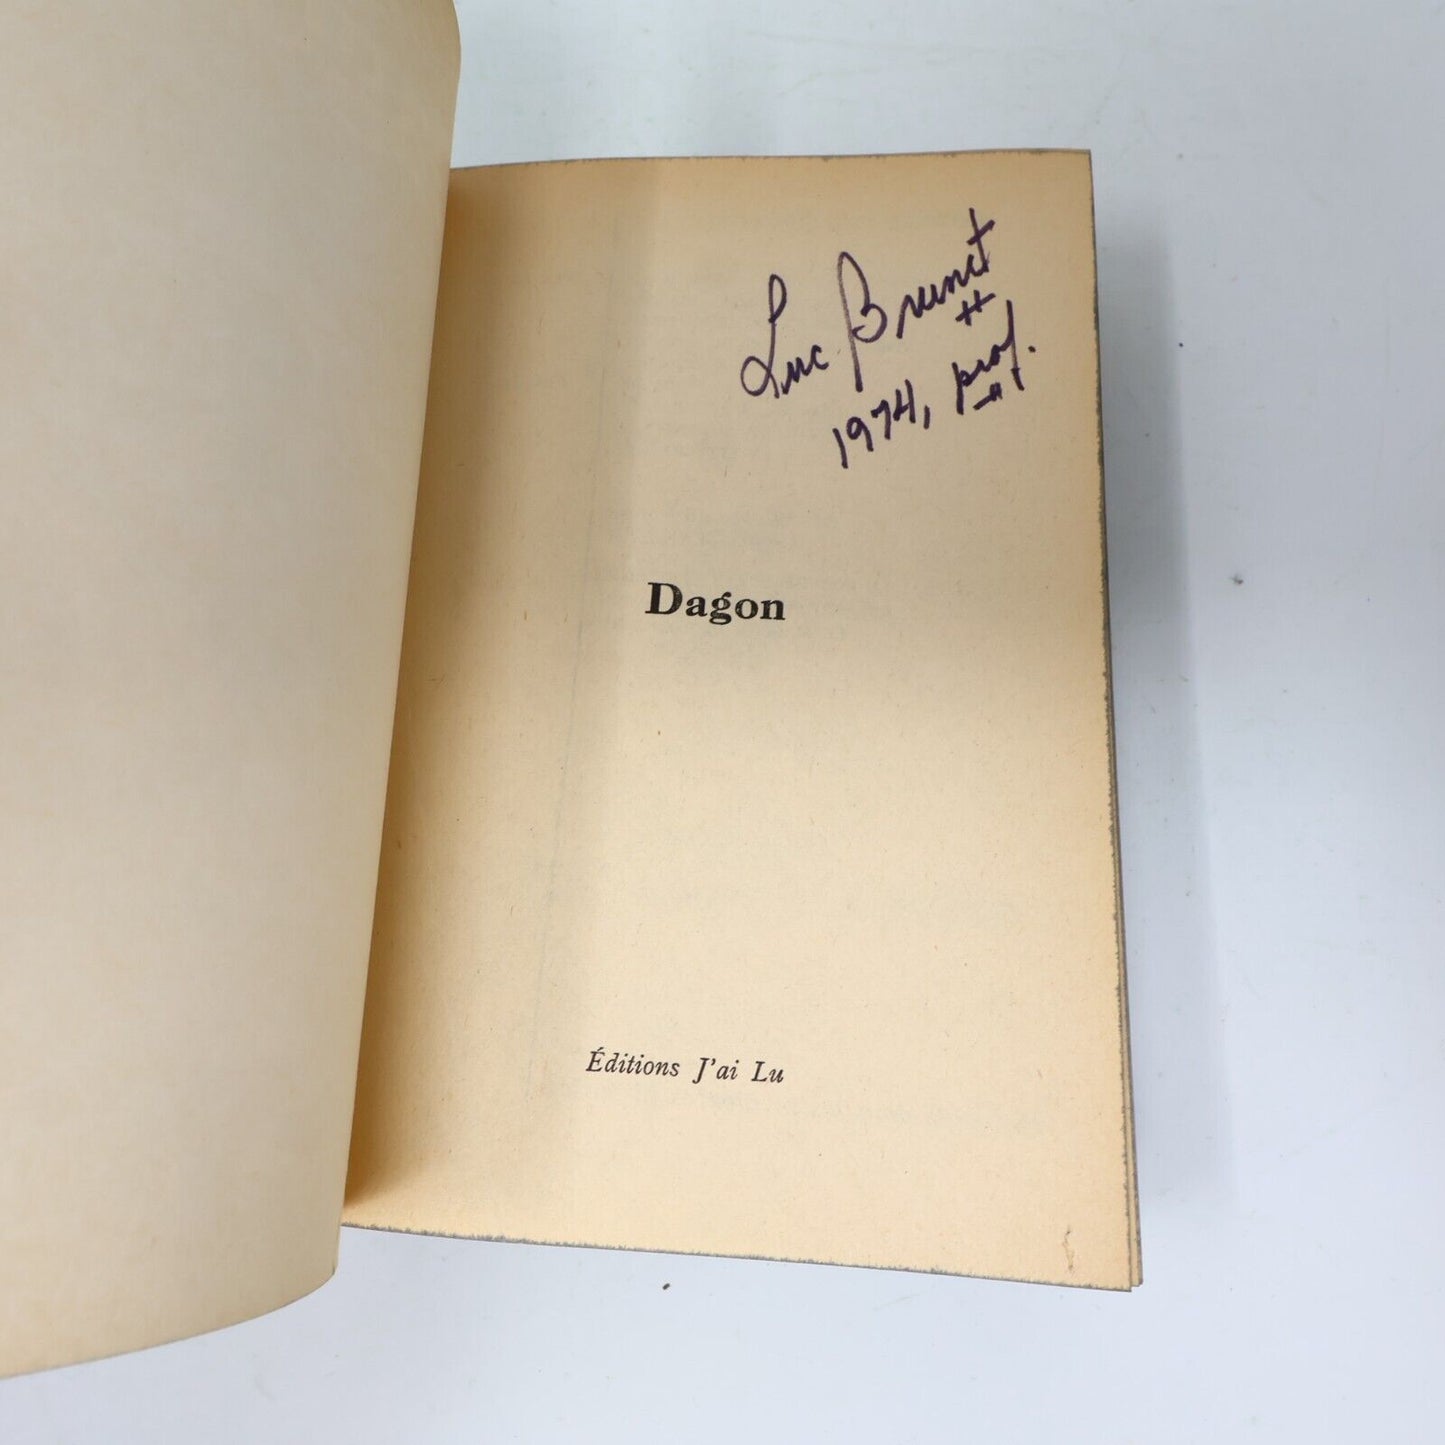 Luc Brunet
1974, prof.
Dagon
Éditions J'ai Lu